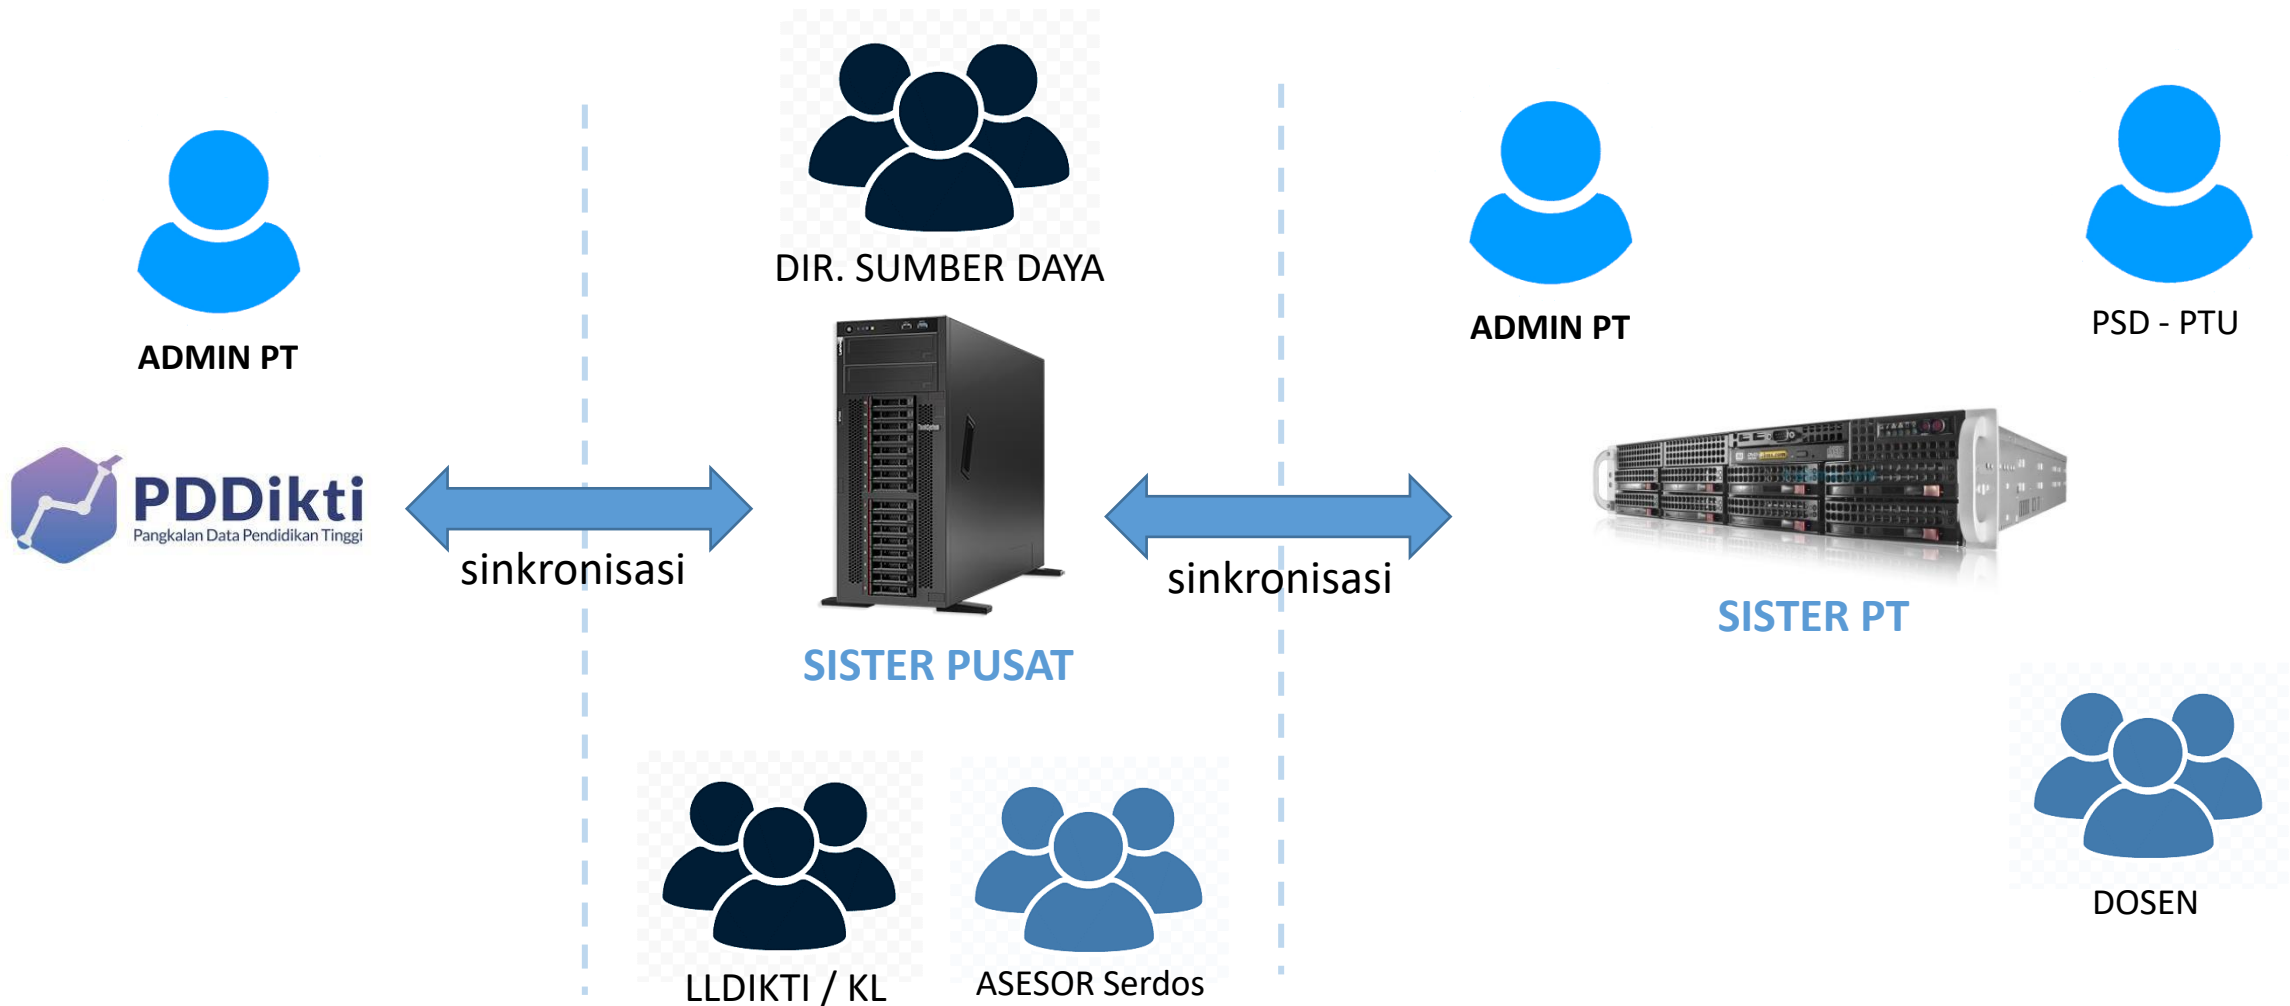 DIR. SUMBER DAYA
ADMIN PT
ADMIN PT
PSD - PTU
PDDikti
Pangkalan Data Pendidikan Tinggi
sinkronisasi
sinkronisasi
SISTER PUSAT
SISTER PT
LLDIKTI / KL
ASESOR Serdos
DOSEN